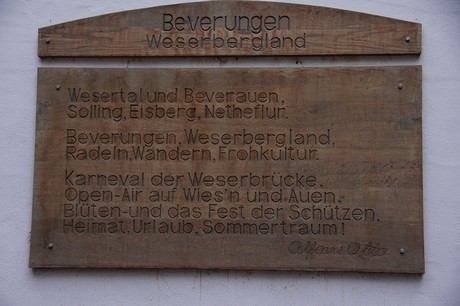 Beverungen
Weserbergland
Wesertal und Beverauen,
Solling, Eisberg, Netheflur.
Beverungen, Weserbergland,
Radeln, Wandern, Frohkultur.
Karneval der Weserbrücke,
Open-Air auf Wies'n und Auen.
Blüten-und das Fest der Schützen,
Heimat, Urlaub, Sommertraum!